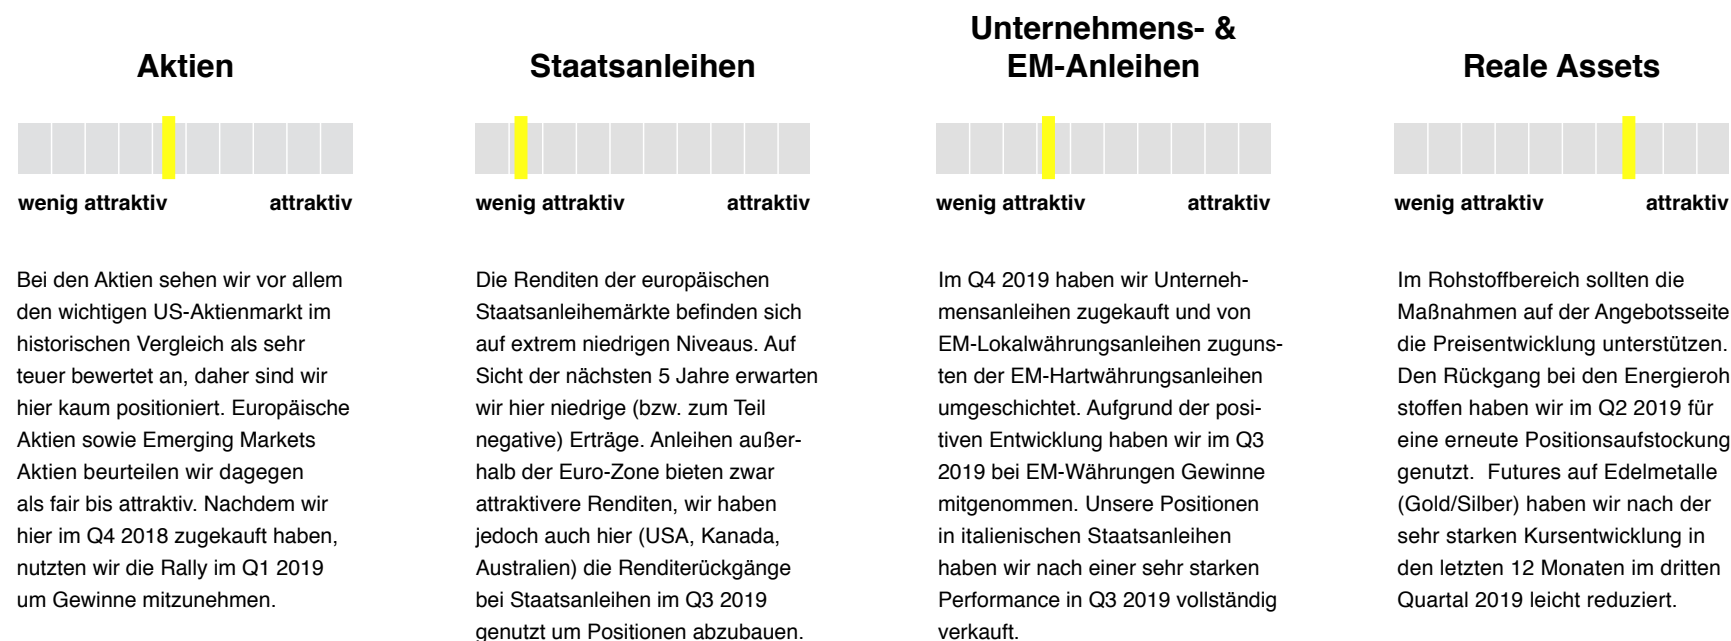 Aktien
wenig attraktiv attraktiv
Bei den Aktien sehen wir vor allem
den wichtigen US-Aktienmarkt im
historischen Vergleich als sehr
teuer bewertet an, daher sind wir
hier kaum positioniert. Europäische
Aktien sowie Emerging Markets
Aktien beurteilen wir dagegen
als fair bis attraktiv. Nachdem wir
hier im Q4 2018 zugekauft haben,
nutzten wir die Rally im Q1 2019
um Gewinne mitzunehmen.
Staatsanleihen
wenig attraktiv attraktiv
Die Renditen der europäischen
Staatsanleihemärkte befinden sich
auf extrem niedrigen Niveaus. Auf
Sicht der nächsten 5 Jahre erwarten
wir hier niedrige (bzw. zum Teil
negative) Erträge. Anleihen außer-
halb der Euro-Zone bieten zwar
attraktivere Renditen, wir haben
jedoch auch hier (USA, Kanada,
Australien) die Renditerückgänge
bei Staatsanleihen im Q3 2019
genutzt um Positionen abzubauen.
Unternehmens- &
EM-Anleihen
wenig attraktiv attraktiv
Im Q4 2019 haben wir Unterneh-
mensanleihen zugekauft und von
EM-Lokalwährungsanleihen zuguns-
ten der EM-Hartwährungsanleihen
umgeschichtet. Aufgrund der posi-
tiven Entwicklung haben wir im Q3
2019 bei EM-Währungen Gewinne
mitgenommen. Unsere Positionen
in italienischen Staatsanleihen
haben wir nach einer sehr starken
Performance in Q3 2019 vollständig
verkauft.
Reale Assets
wenig attraktiv attraktiv
Im Rohstoffbereich sollten die
Maßnahmen auf der Angebotsseite
die Preisentwicklung unterstützen.
Den Rückgang bei den Energieroh
stoffen haben wir im Q2 2019 für
eine erneute Positionsaufstockung
genutzt. Futures auf Edelmetalle
(Gold/Silber) haben wir nach der
sehr starken Kursentwicklung in
den letzten 12 Monaten im dritten
Quartal 2019 leicht reduziert.